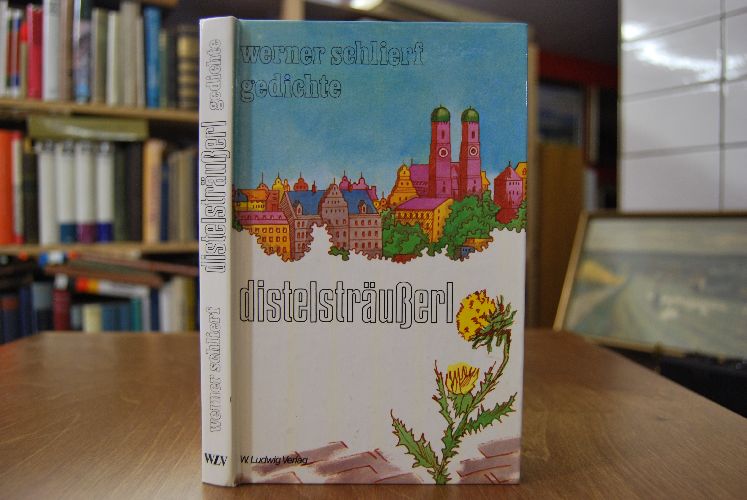 werner schlierf
gedichte
distelsträußerl
W. Ludwig Verlag
werner schlierf
distelsträußerl
gedichte
WLV